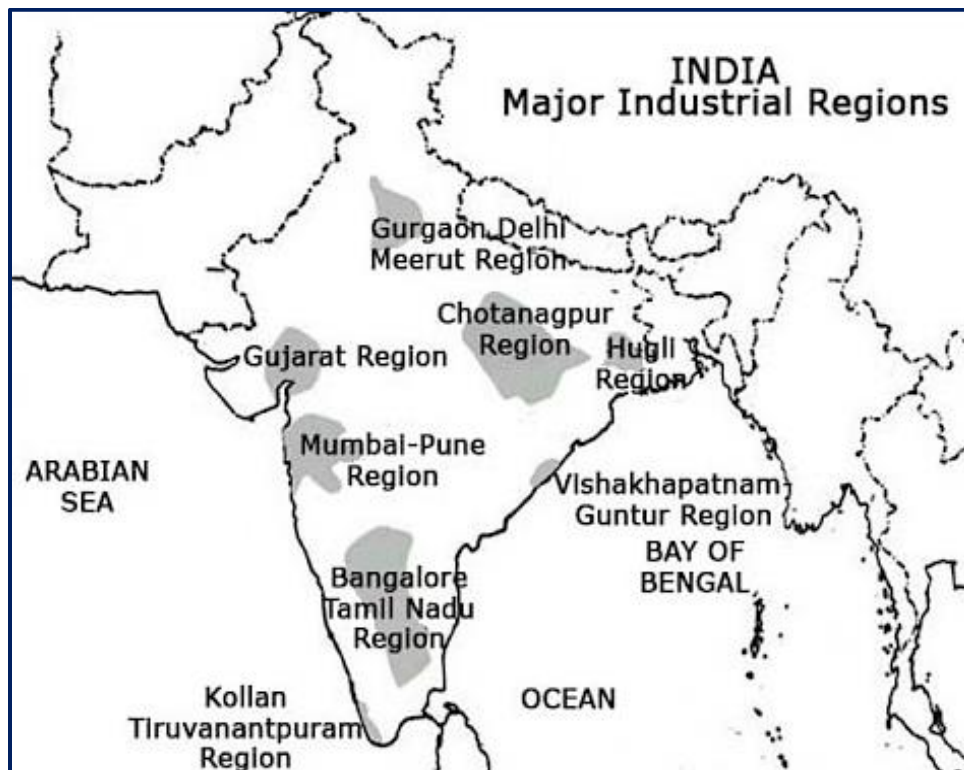 INDIA
Major Industrial Regions
Gurgaon Delhi
Meerut Region
Chotanagpur
Region
Hugli
Region
Gujarat Region
Mumbai-Pune
Region
ARABIAN
SEA
Vishakhapatnam
Guntur Region
BAY OF
BENGAL
Bangalore
Tamil Nadu
Region
Kollan
Tiruvanantpuram
Region
OCEAN